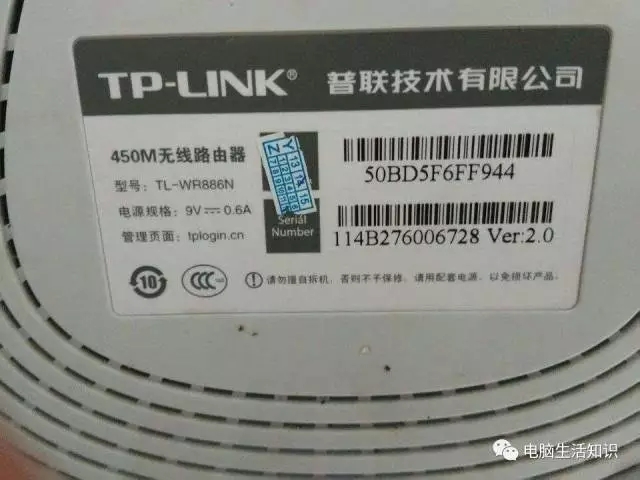 TP-LINK® 普联技术有限公司
450M无线路由器
型号：TL-WR886N
电源规格：9V⎓0.6A
管理页面：tplogin.cn
50BD5F6FF944
Serial
Number
114B276006728 Ver:2.0
10
CCC
请勿擅自拆机，否则不予保修，请用配套电源，以免损坏产品。
电脑生活知识